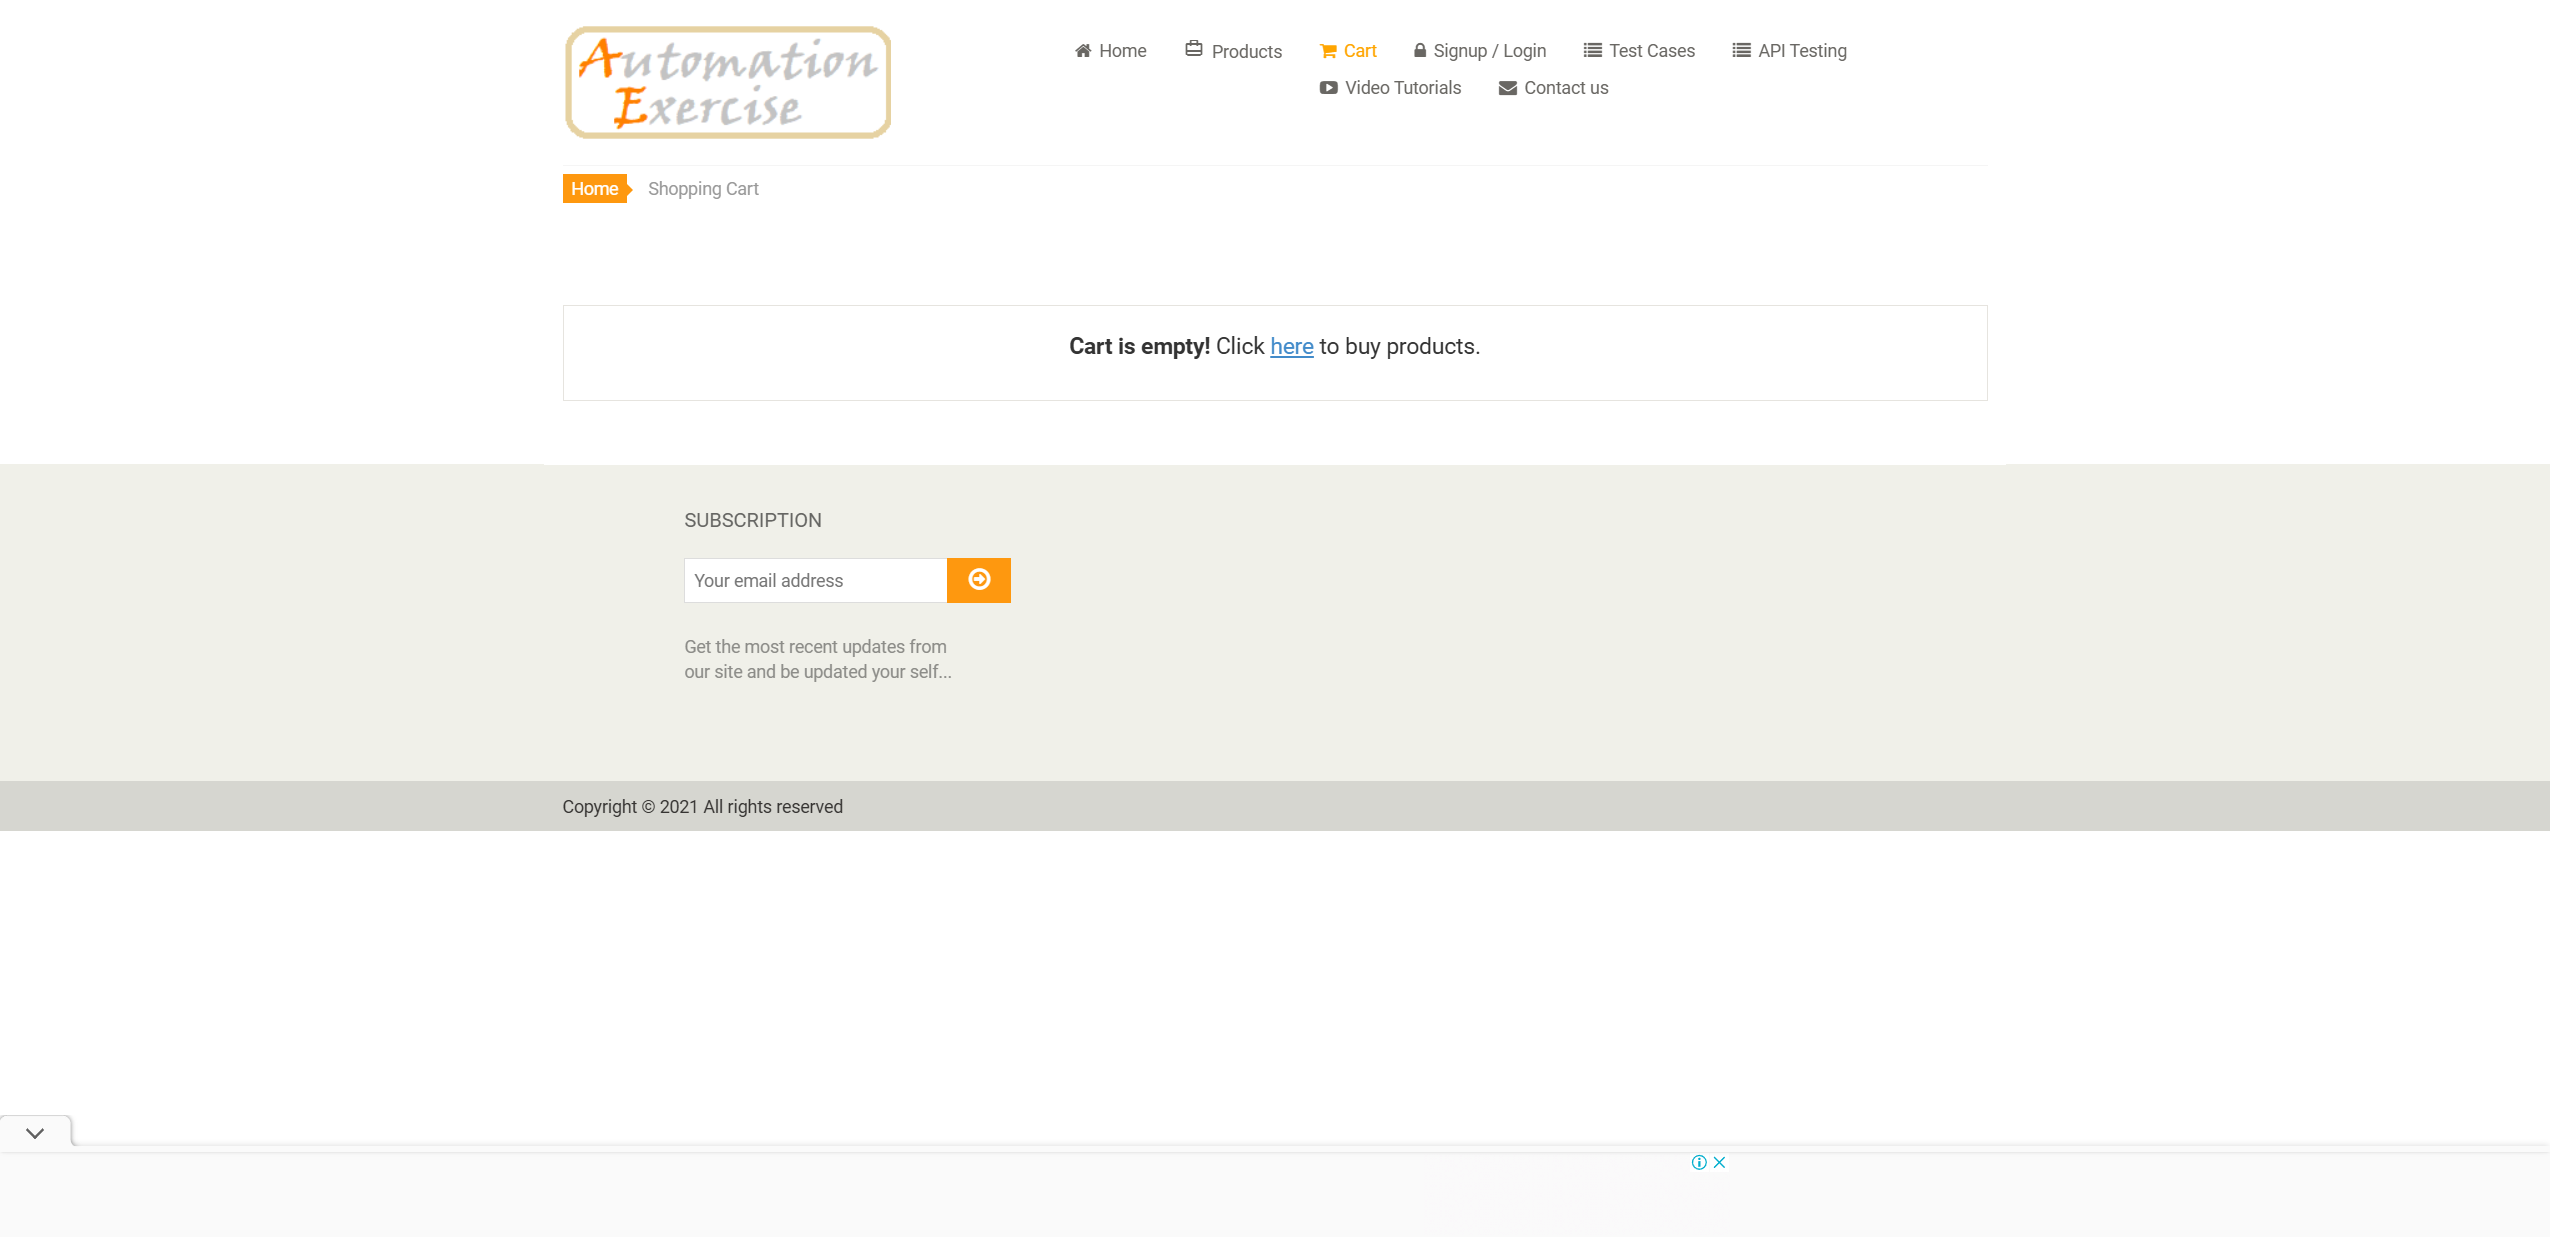 Automation
Exercise
Home Products Cart Signup / Login Test Cases API Testing
Video Tutorials Contact us
Home Shopping Cart
Cart is empty! Click here to buy products.
SUBSCRIPTION
Your email address
Get the most recent updates from
our site and be updated your self...
Copyright © 2021 All rights reserved